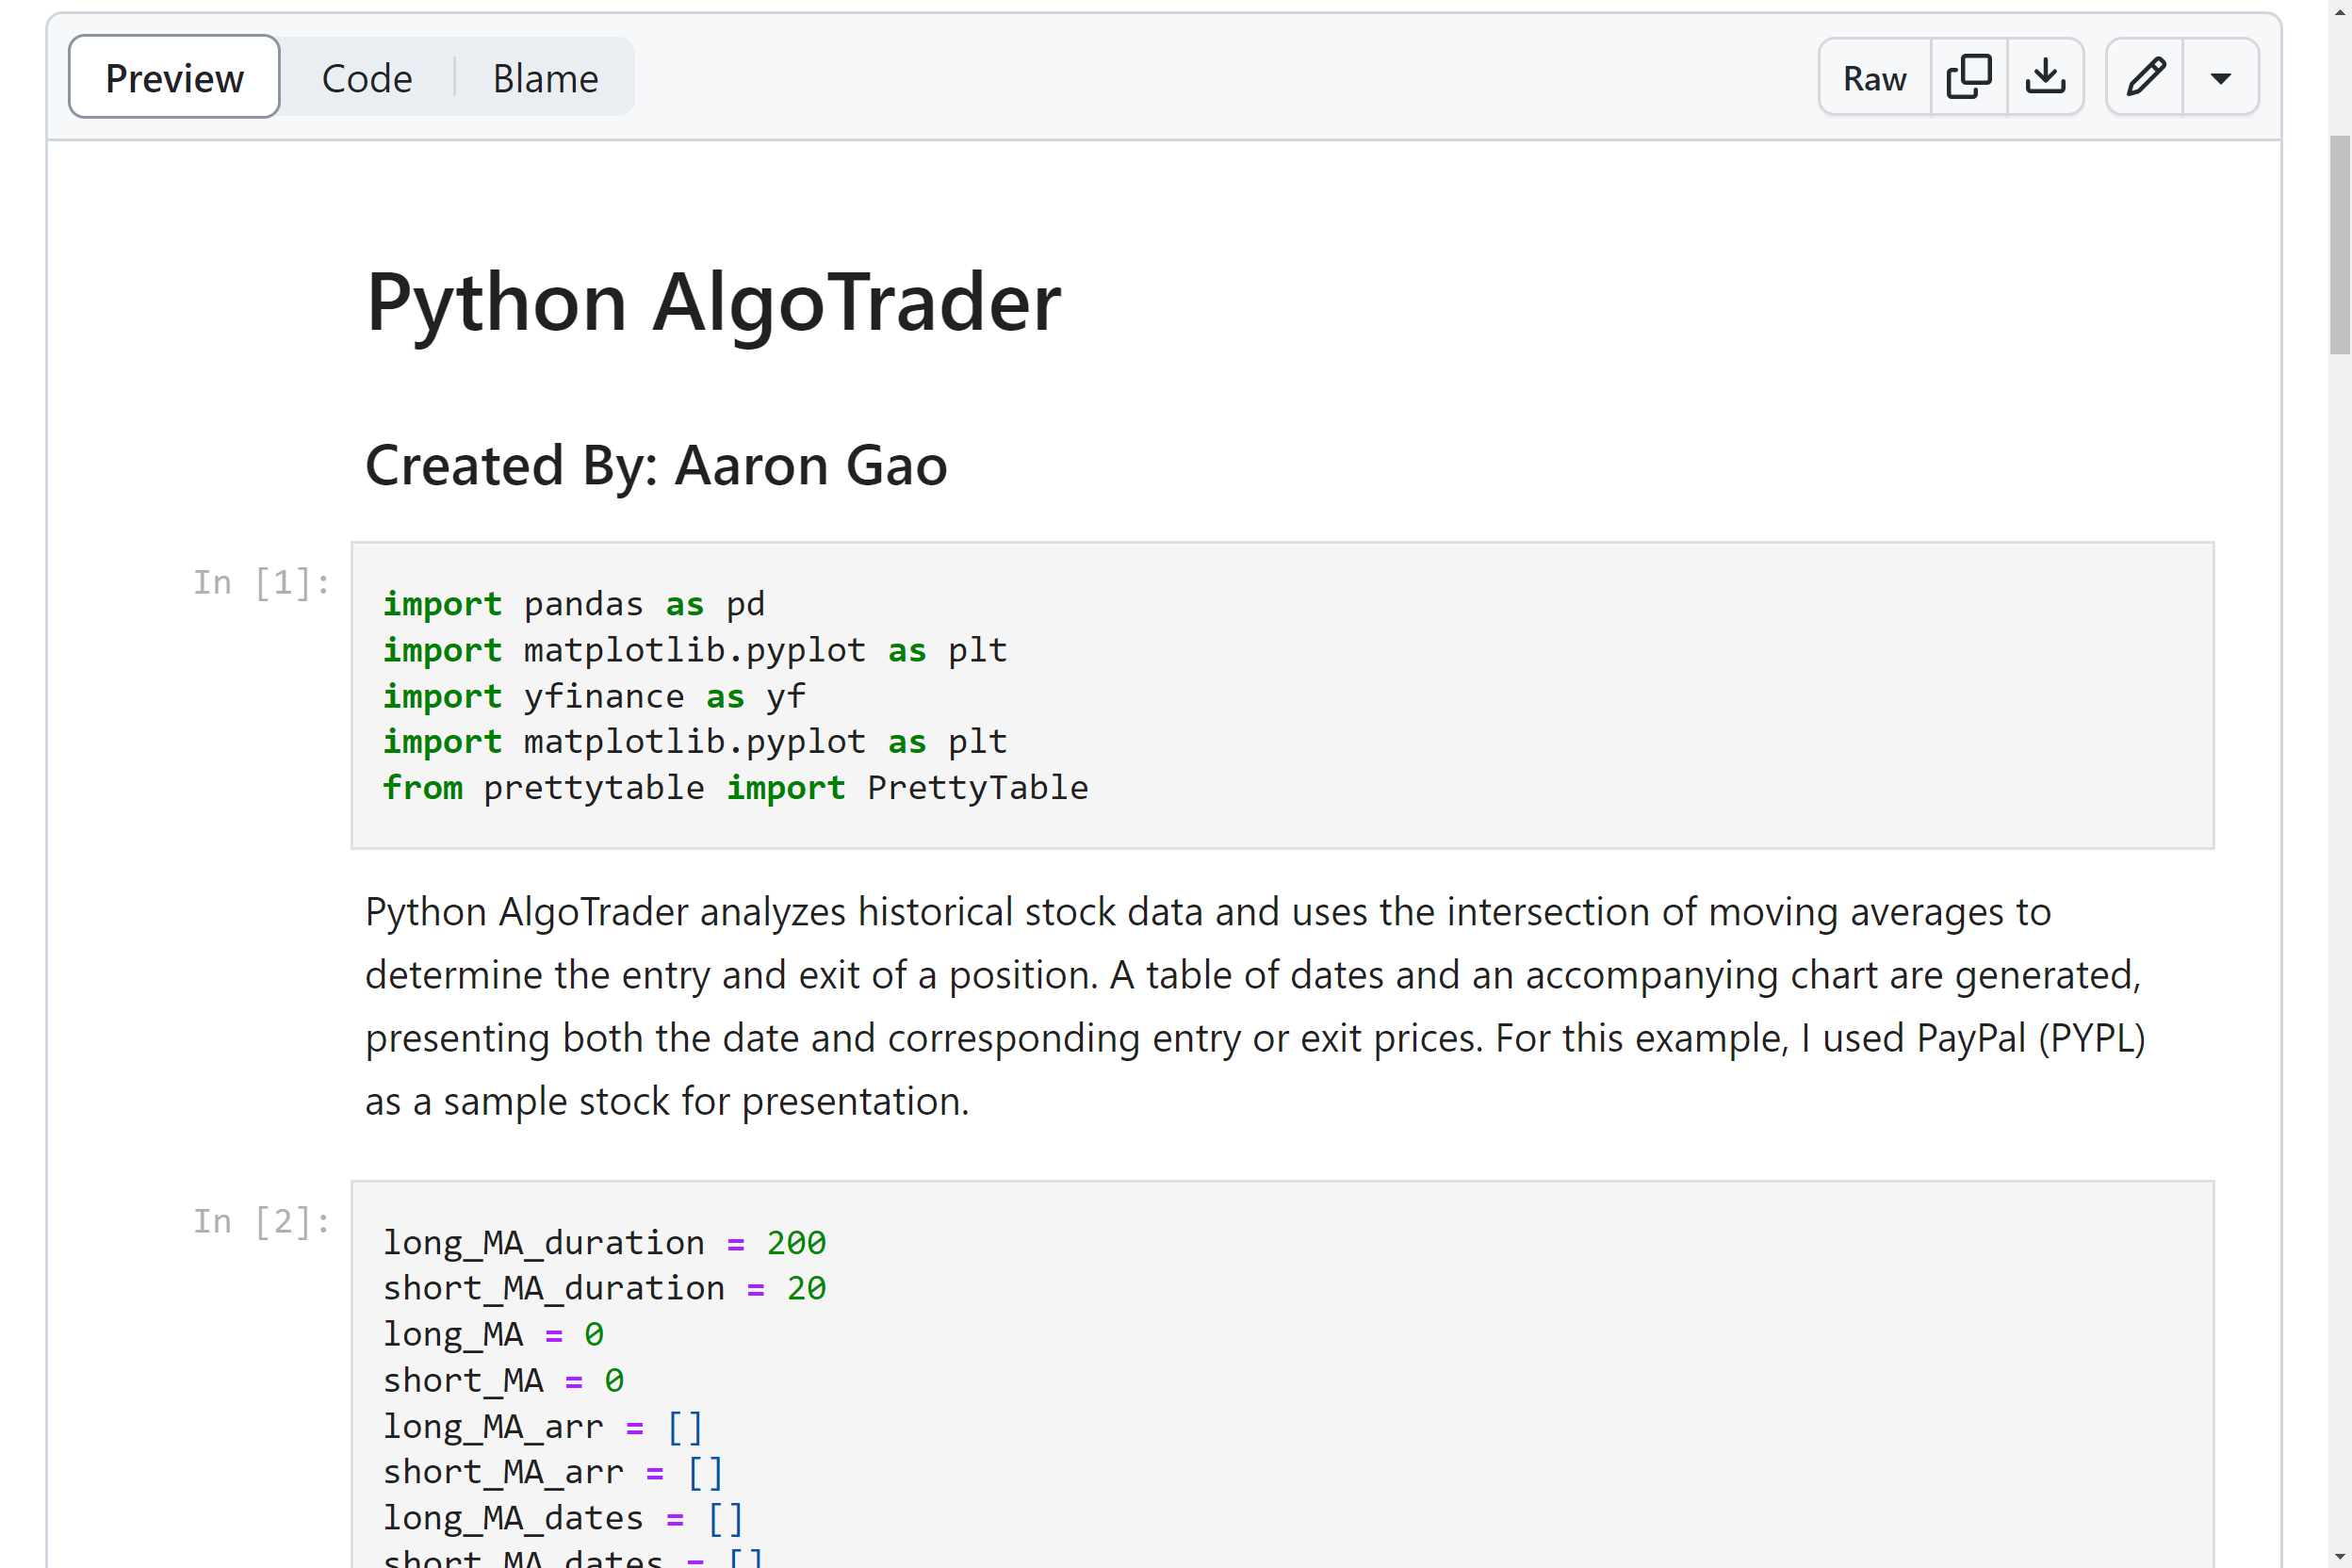 Preview Code Blame Raw
Python AlgoTrader
Created By: Aaron Gao
In [1]:
import pandas as pd
import matplotlib.pyplot as plt
import yfinance as yf
import matplotlib.pyplot as plt
from prettytable import PrettyTable
Python AlgoTrader analyzes historical stock data and uses the intersection of moving averages to
determine the entry and exit of a position. A table of dates and an accompanying chart are generated,
presenting both the date and corresponding entry or exit prices. For this example, I used PayPal (PYPL)
as a sample stock for presentation.
In [2]:
long_MA_duration = 200
short_MA_duration = 20
long_MA = 0
short_MA = 0
long_MA_arr = []
short_MA_arr = []
long_MA_dates = []
short_MA_dates = []